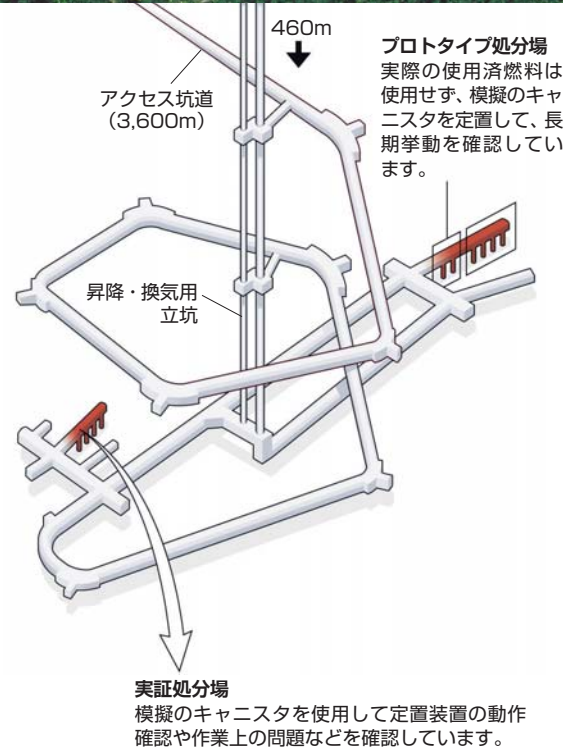 460m
アクセス坑道
（3,600m）
プロトタイプ処分場
実際の使用済燃料は
使用せず、模擬のキャ
ニスタを定置して、長
期挙動を確認してい
ます。
昇降・換気用
立坑
実証処分場
模擬のキャニスタを使用して定置装置の動作
確認や作業上の問題などを確認しています。